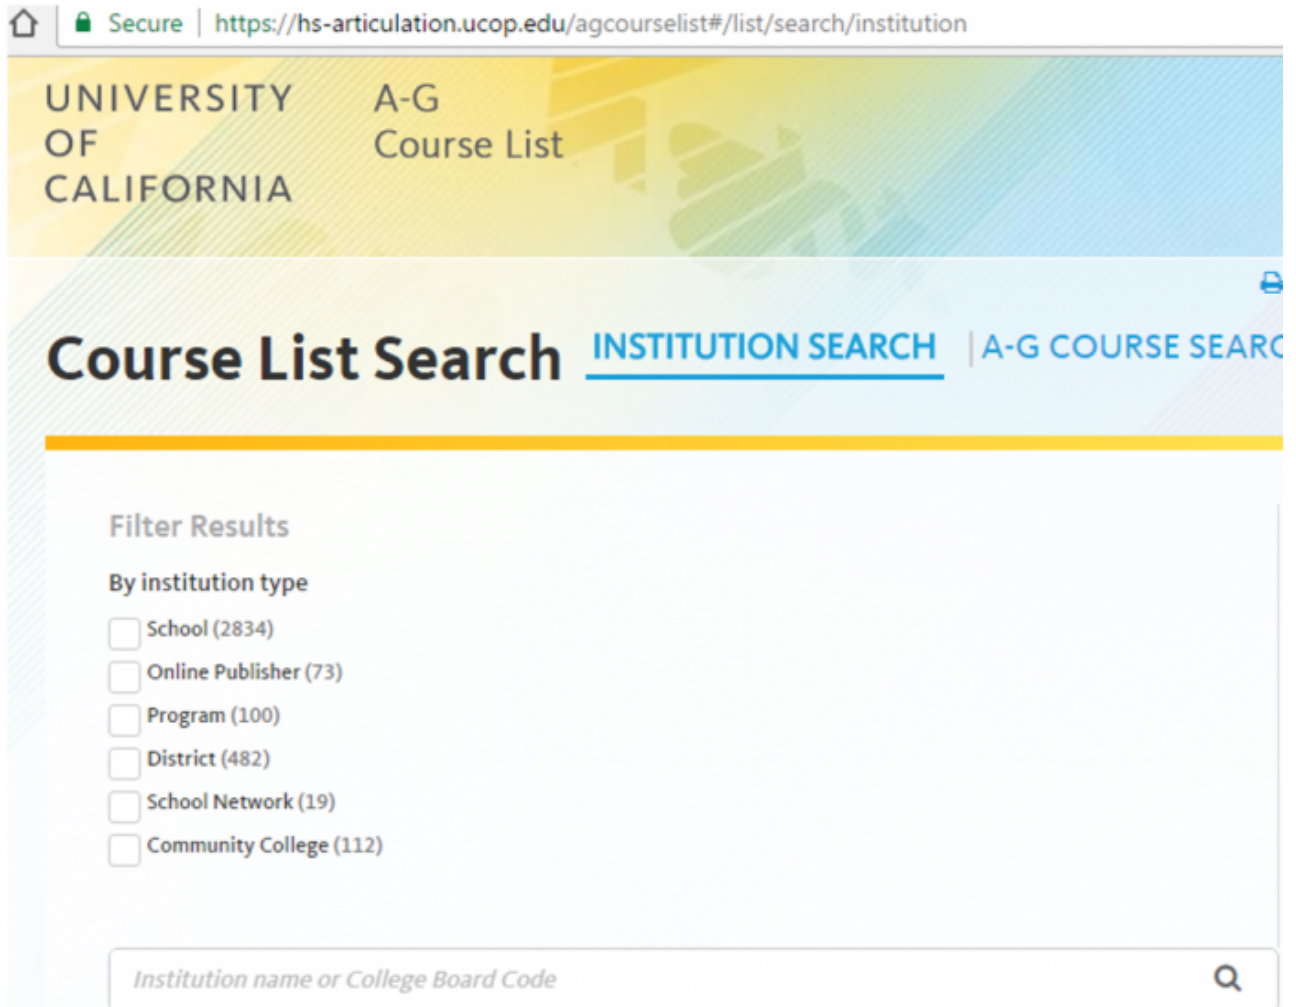 Secure | https://hs-articulation.ucop.edu/agcourselist#/list/search/institution
UNIVERSITY
OF
CALIFORNIA
A-G
Course List
Course List Search
INSTITUTION SEARCH | A-G COURSE SEARC
Filter Results
By institution type
School (2834)
Online Publisher (73)
Program (100)
District (482)
School Network (19)
Community College (112)
Institution name or College Board Code